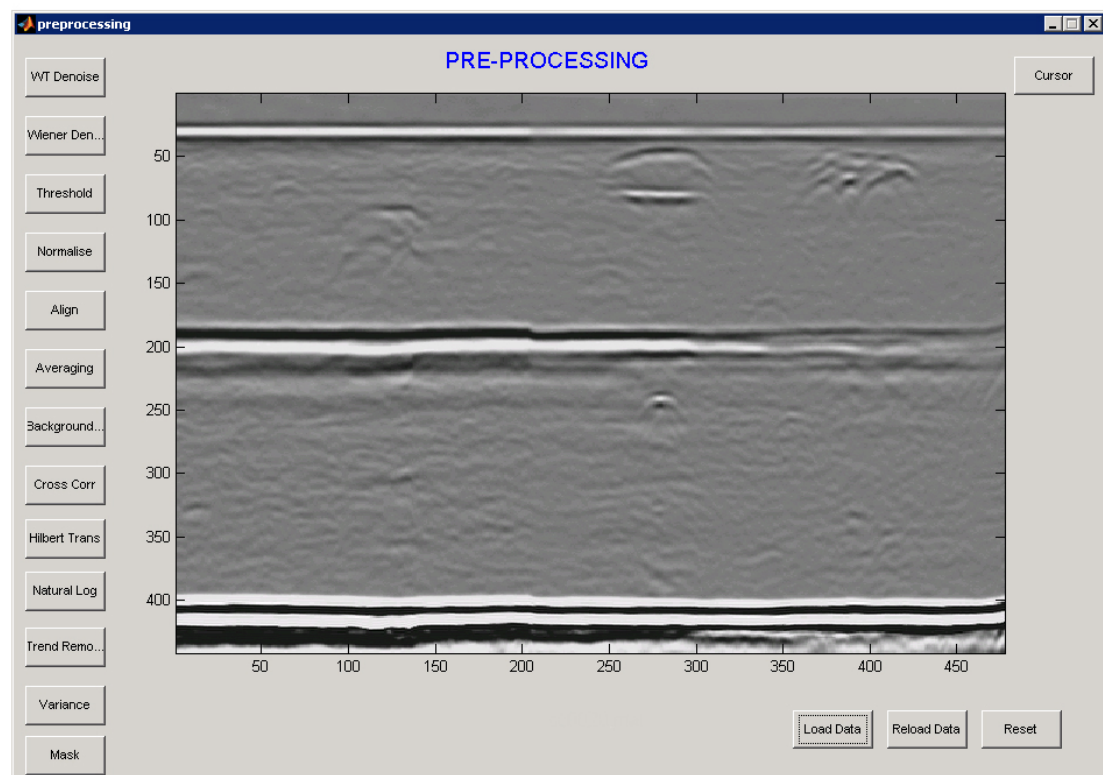 preprocessing
PRE-PROCESSING
Cursor
WT Denoise
Wiener Den...
Threshold
Normalise
Align
Averaging
Background...
Cross Corr
Hilbert Trans
Natural Log
Trend Remo...
Variance
Mask
50
100
150
200
250
300
350
400
50 100 150 200 250 300 350 400 450
Load Data Reload Data Reset